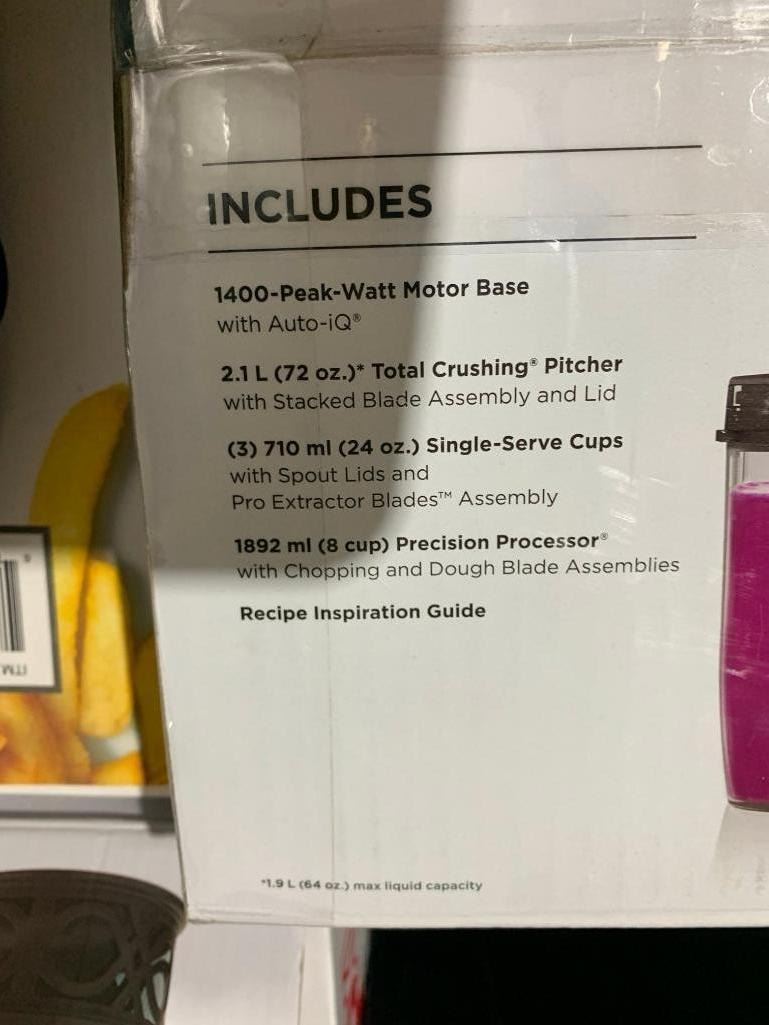 INCLUDES
1400-Peak-Watt Motor Base
with Auto-iQ®
2.1 L (72 oz.)* Total Crushing® Pitcher
with Stacked Blade Assembly and Lid
(3) 710 ml (24 oz.) Single-Serve Cups
with Spout Lids and
Pro Extractor Blades™ Assembly
1892 ml (8 cup) Precision Processor®
with Chopping and Dough Blade Assemblies
Recipe Inspiration Guide
*1.9 L (64 oz.) max liquid capacity